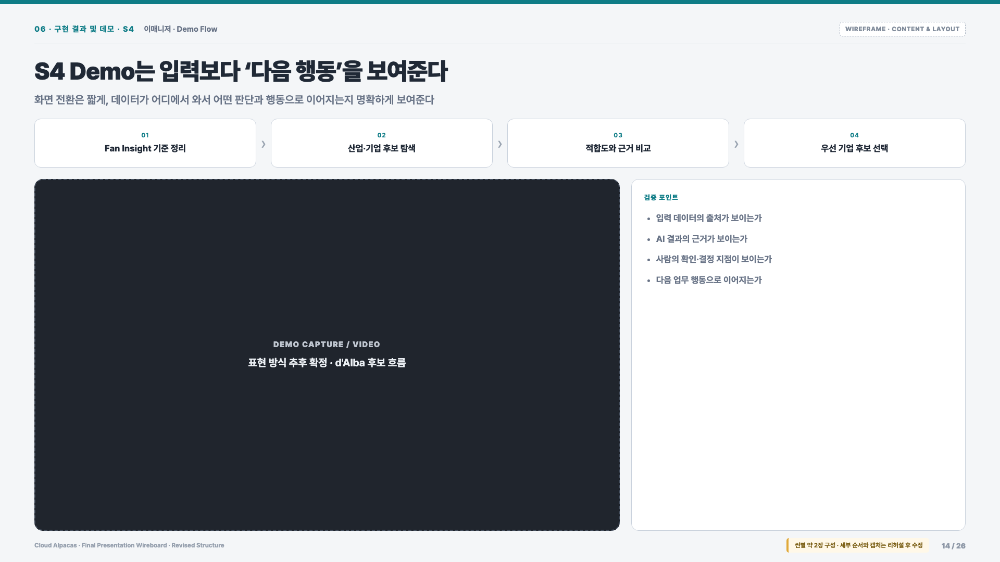 06 · 구현 결과 및 데모 · S4 이매니저 · Demo Flow
WIREFRAME · CONTENT & LAYOUT
S4 Demo는 입력보다 ‘다음 행동’을 보여준다
화면 전환은 짧게, 데이터가 어디에서 와서 어떤 판단과 행동으로 이어지는지 명확하게 보여준다
01
Fan Insight 기준 정리
❯
02
산업·기업 후보 탐색
❯
03
적합도와 근거 비교
❯
04
우선 기업 후보 선택
DEMO CAPTURE / VIDEO
표현 방식 추후 확정 · d'Alba 후보 흐름
검증 포인트
• 입력 데이터의 출처가 보이는가
• AI 결과의 근거가 보이는가
• 사람의 확인·결정 지점이 보이는가
• 다음 업무 행동으로 이어지는가
Cloud Alpacas · Final Presentation Wireboard · Revised Structure
씬별 약 2장 구성 · 세부 순서와 캡처는 리허설 후 수정
14 / 26